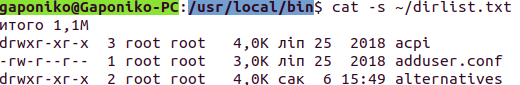 gaponiko@Gaponiko-PC:/usr/local/bin$ cat -s ~/dirlist.txt
итого 1,1M
drwxr-xr-x  3 root root   4,0K ліп 25  2018 acpi
-rw-r--r--  1 root root   3,0K ліп 25  2018 adduser.conf
drwxr-xr-x  2 root root   4,0K сак  6 15:49 alternatives